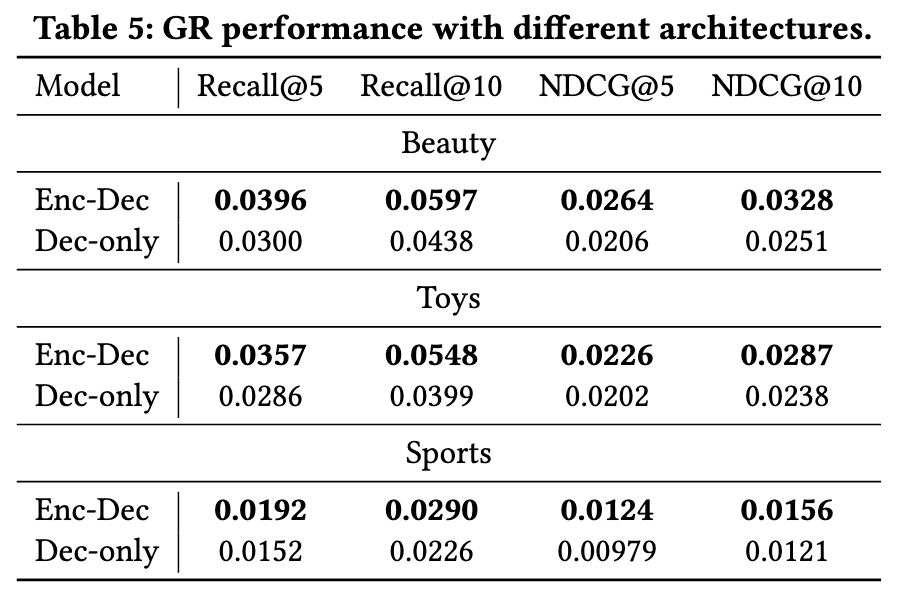 Table 5: GR performance with different architectures.
Model Recall@5 Recall@10 NDCG@5 NDCG@10
Beauty
Enc-Dec 0.0396 0.0597 0.0264 0.0328
Dec-only 0.0300 0.0438 0.0206 0.0251
Toys
Enc-Dec 0.0357 0.0548 0.0226 0.0287
Dec-only 0.0286 0.0399 0.0202 0.0238
Sports
Enc-Dec 0.0192 0.0290 0.0124 0.0156
Dec-only 0.0152 0.0226 0.00979 0.0121